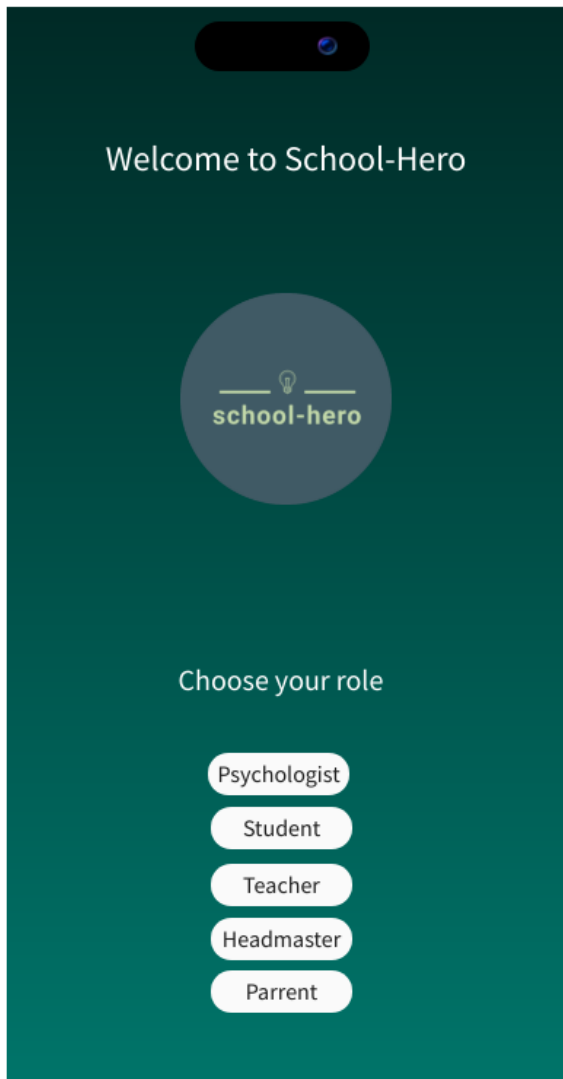 Welcome to School-Hero
school-hero
Choose your role
Psychologist
Student
Teacher
Headmaster
Parrent